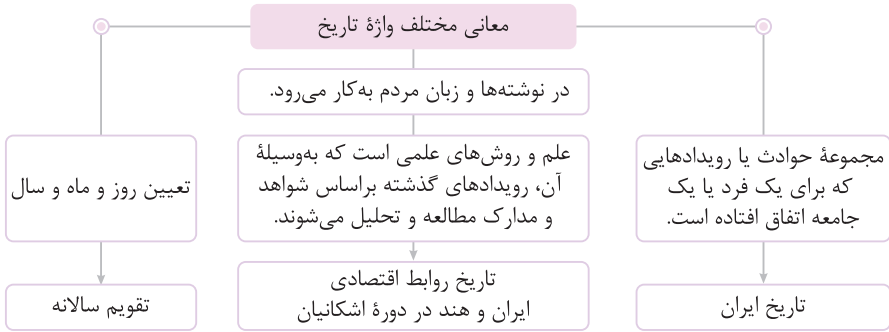 معانی مختلف واژهٔ تاریخ
در نوشته‌ها و زبان مردم به‌کار می‌رود.
مجموعهٔ حوادث یا رویدادهایی
که برای یک فرد یا یک
جامعه اتفاق افتاده است.
علم و روش‌های علمی است که به‌وسیلهٔ
آن، رویدادهای گذشته براساس شواهد
و مدارک مطالعه و تحلیل می‌شوند.
تعیین روز و ماه و سال
تاریخ ایران
تاریخ روابط اقتصادی
ایران و هند در دورهٔ اشکانیان
تقویم سالانه